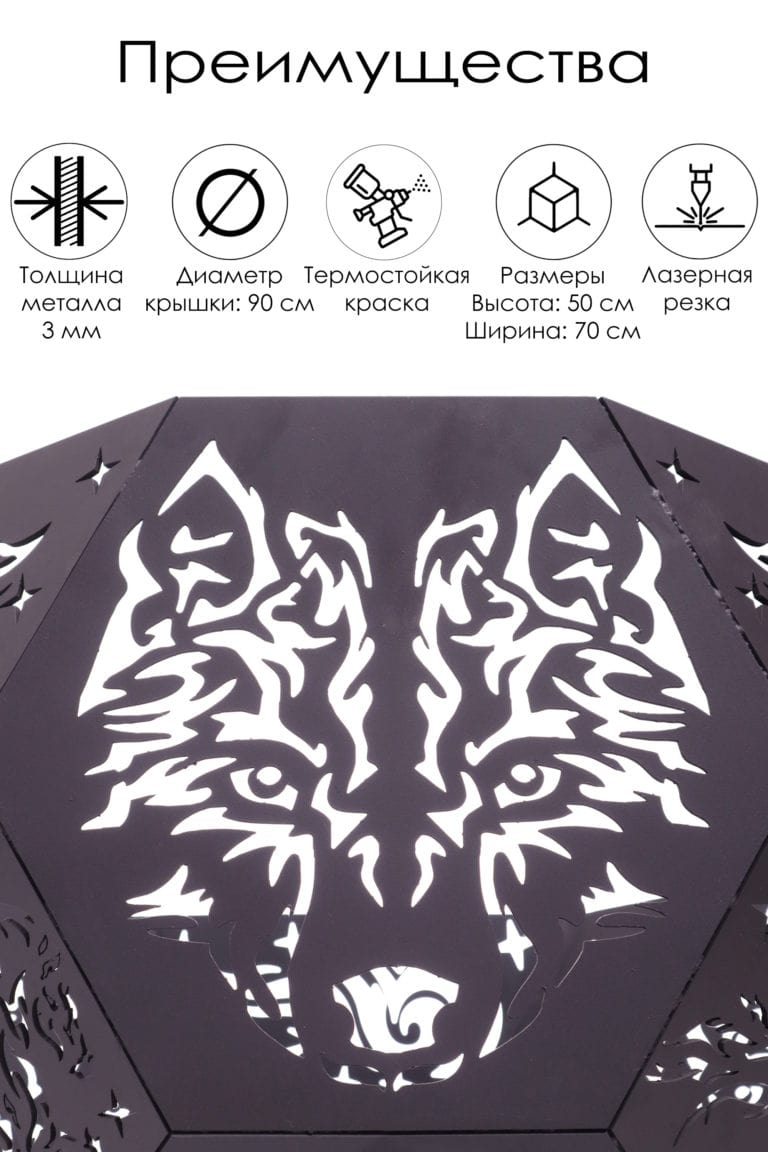 Преимущества
Толщина
металла
3 мм
Диаметр
крышки: 90 см
Термостойкая
краска
Размеры
Высота: 50 см
Ширина: 70 см
Лазерная
резка